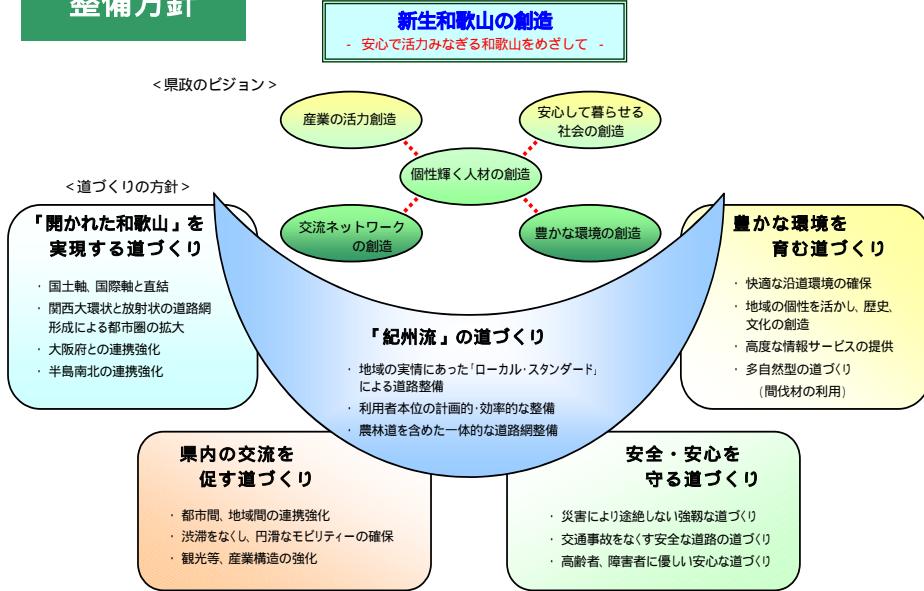 整備方針
新生和歌山の創造
- 安心で活力みなぎる和歌山をめざして -
<県政のビジョン>
産業の活力創造
安心して暮らせる
社会の創造
個性輝く人材の創造
交流ネットワーク
の創造
豊かな環境の創造
<道づくりの方針>
「開かれた和歌山」を
実現する道づくり
・ 国土軸、国際軸と直結
・ 関西大環状と放射状の道路網
形成による都市圏の拡大
・ 大阪府との連携強化
・ 半島南北の連携強化
「紀州流」の道づくり
・ 地域の実情にあった「ローカル・スタンダード」
による道路整備
・ 利用者本位の計画的・効率的な整備
・ 農林道を含めた一体的な道路網整備
豊かな環境を
育む道づくり
・ 快適な沿道環境の確保
・ 地域の個性を活かし、歴史、
文化の創造
・ 高度な情報サービスの提供
・ 多自然型の道づくり
(間伐材の利用)
県内の交流を
促す道づくり
・ 都市間、地域間の連携強化
・ 渋滞をなくし、円滑なモビリティーの確保
・ 観光等、産業構造の強化
安全・安心を
守る道づくり
・ 災害により途絶しない強靭な道づくり
・ 交通事故をなくす安全な道路の道づくり
・ 高齢者、障害者に優しい安心な道づくり